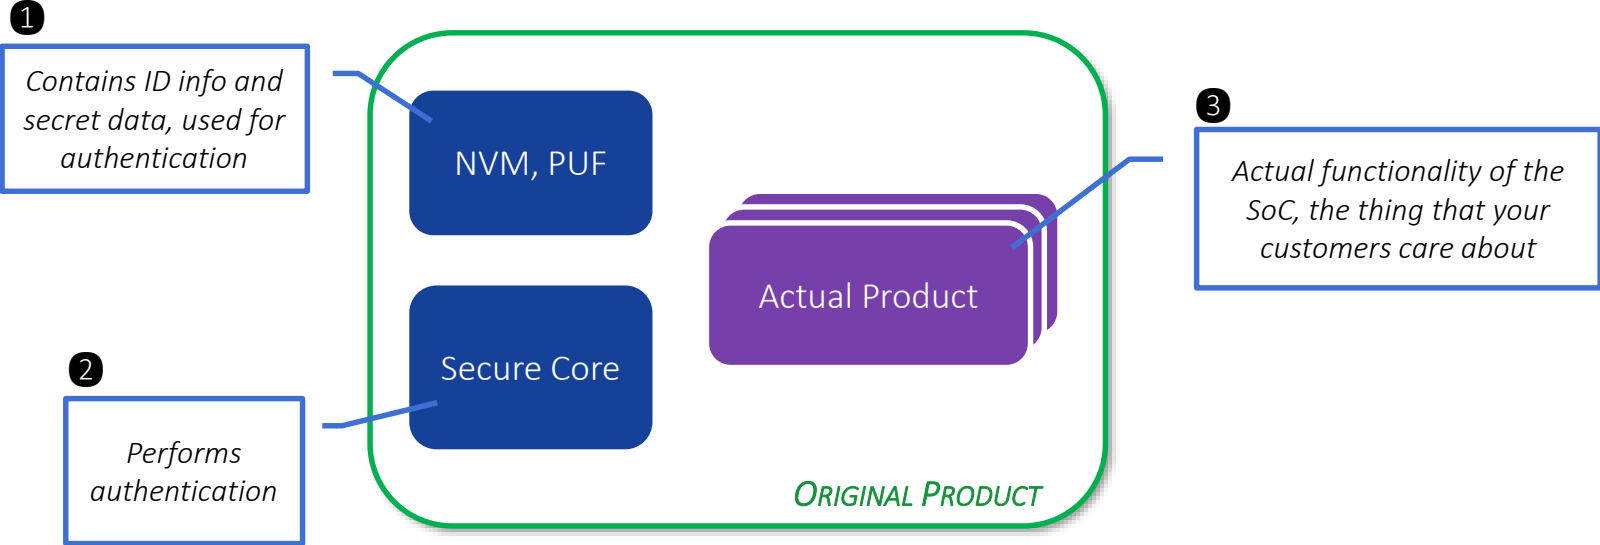 1
Contains ID info and
secret data, used for
authentication
NVM, PUF
3
Actual functionality of the
SoC, the thing that your
customers care about
Actual Product
Secure Core
2
Performs
authentication
ORIGINAL PRODUCT